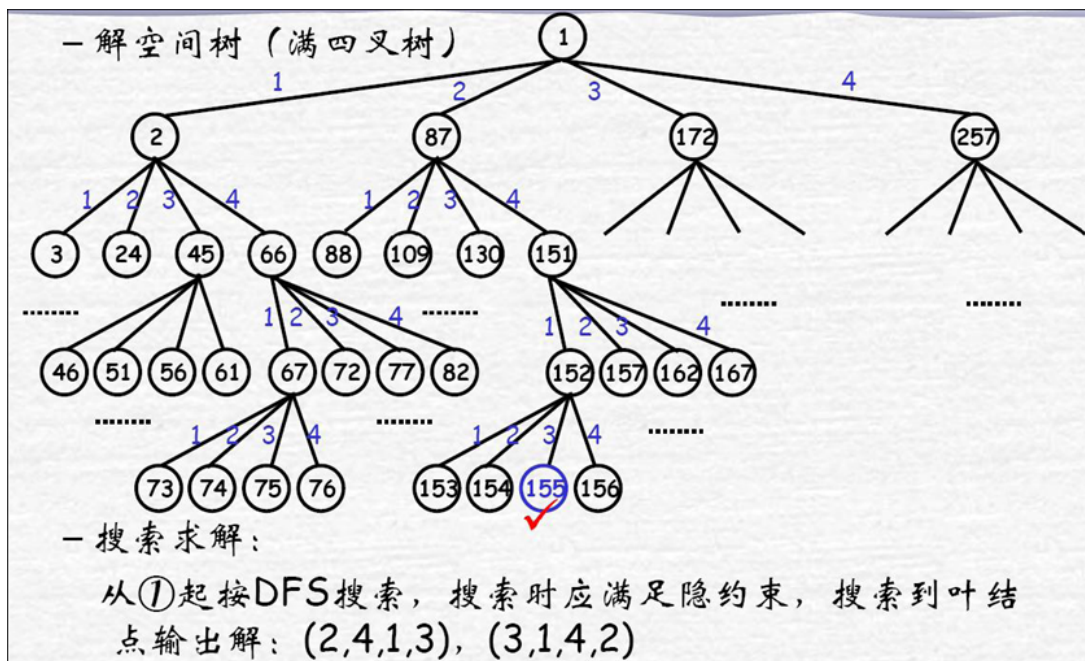 －解空间树（满四叉树）
1
1 2 3 4
2 87 172 257
1 2 3 4 1 2 3 4
3 24 45 66 88 109 130 151
1 2 3 4 1 2 3 4
46 51 56 61 67 72 77 82 152 157 162 167
1 2 3 4 1 2 3 4
73 74 75 76 153 154 155 156
－搜索求解：
从①起按DFS搜索，搜索时应满足隐约束，搜索到叶结
点输出解：(2,4,1,3)，(3,1,4,2)